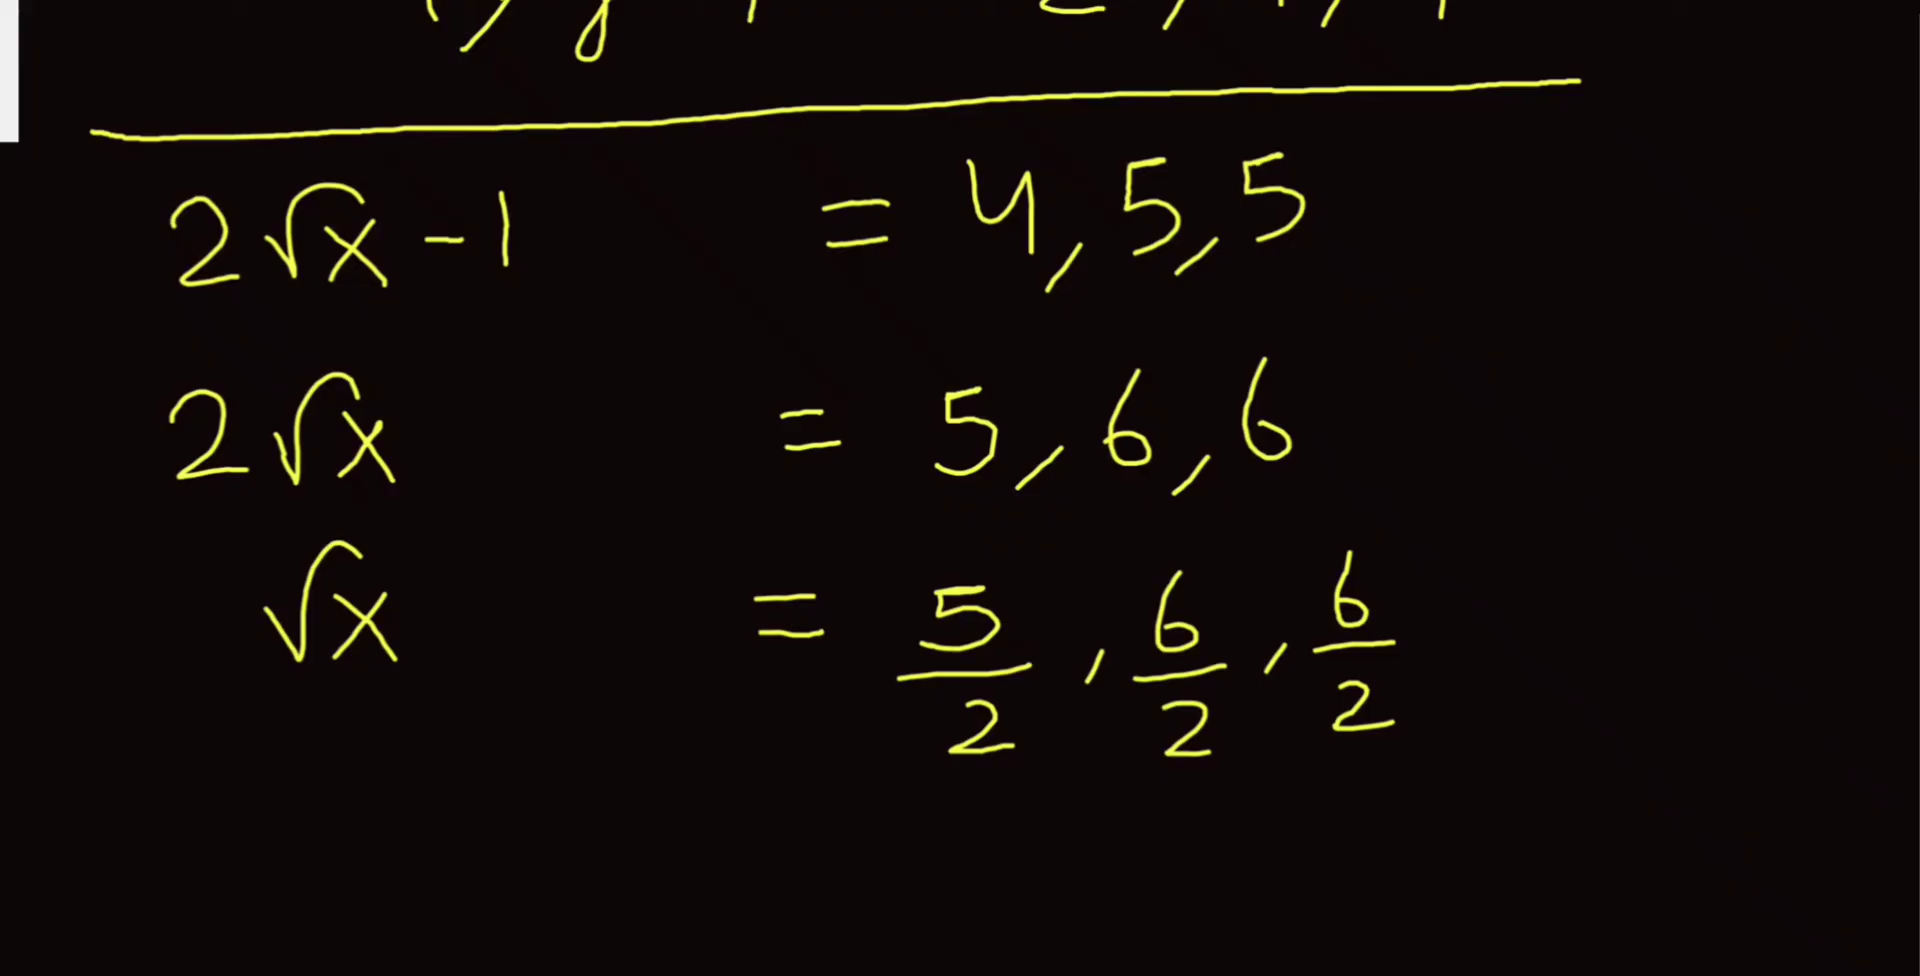 2√x - 1 = 4, 5, 5
2√x = 5, 6, 6
√x = 5/2, 6/2, 6/2